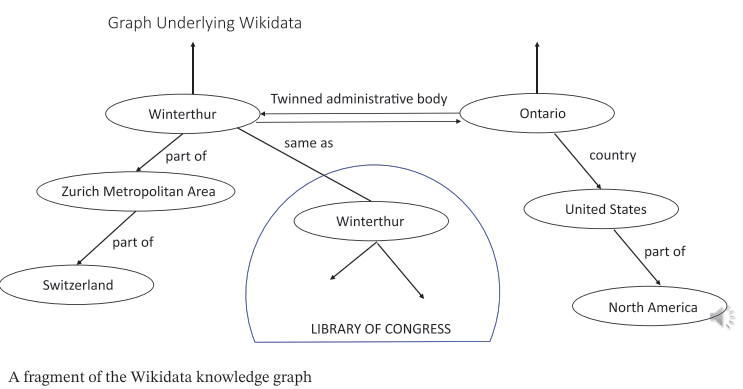 Graph Underlying Wikidata
Twinned administrative body
Winterthur
Ontario
same as
part of
country
Zurich Metropolitan Area
United States
Winterthur
part of
part of
Switzerland
North America
LIBRARY OF CONGRESS
A fragment of the Wikidata knowledge graph